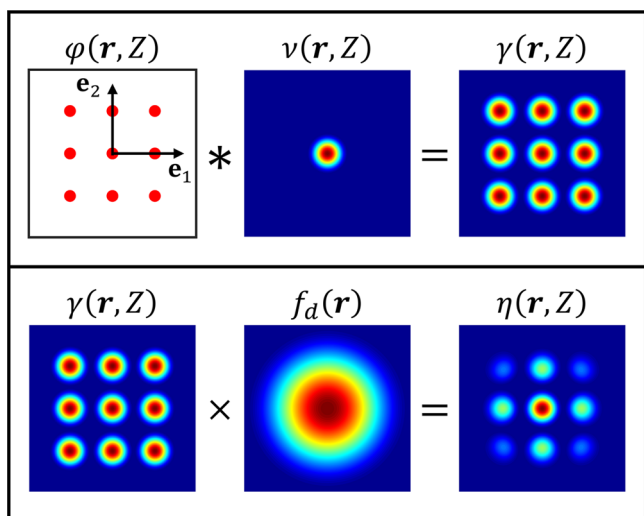 φ(r, Z) ν(r, Z) γ(r, Z)
e₂
* =
e₁
γ(r, Z) f_d(r) η(r, Z)
× =